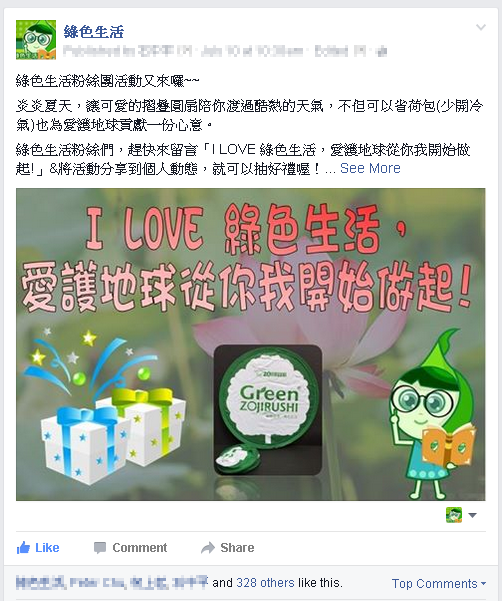 綠色生活
綠色生活粉絲團活動又來囉~~
炎炎夏天，讓可愛的摺疊圓扇陪你渡過酷熱的天氣，不但可以省荷包(少開冷
氣)也為愛護地球貢獻一份心意。
綠色生活粉絲們，趕快來留言「I LOVE 綠色生活，愛護地球從你我開始做
起!」&將活動分享到個人動態，就可以抽好禮喔！... See More
I LOVE 綠色生活，
愛護地球從你我開始做起!
ZOJIRUSHI
Green
ZOJIRUSHI
Like Comment Share
and 328 others like this. Top Comments